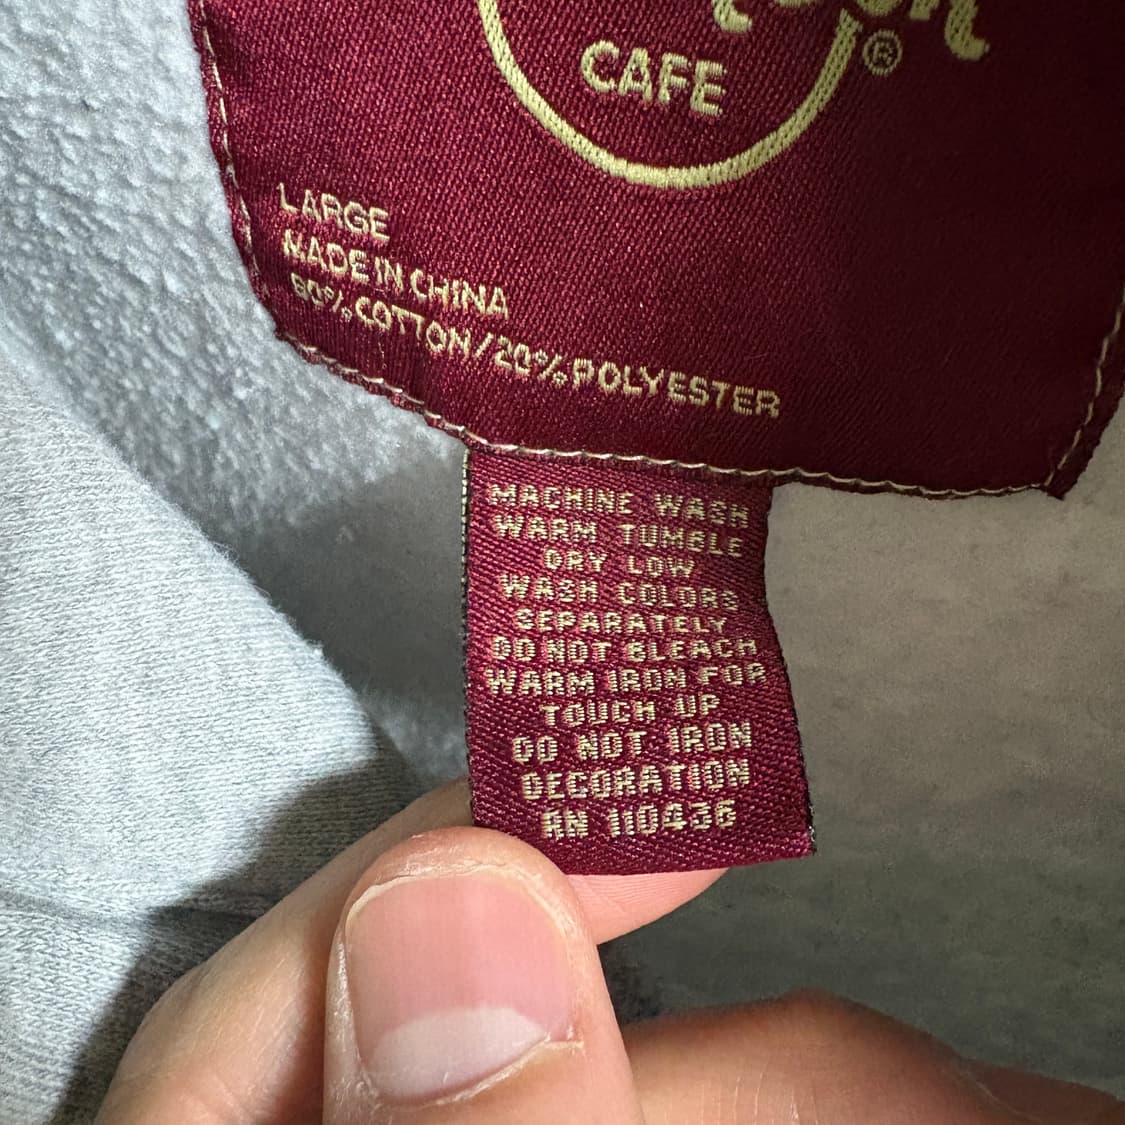 CAFE
®
LARGE
MADE IN CHINA
80% COTTON/20% POLYESTER
MACHINE WASH
WARM TUMBLE
DRY LOW
WASH COLORS
SEPARATELY
DO NOT BLEACH
WARM IRON FOR
TOUCH UP
DO NOT IRON
DECORATION
RN 110436